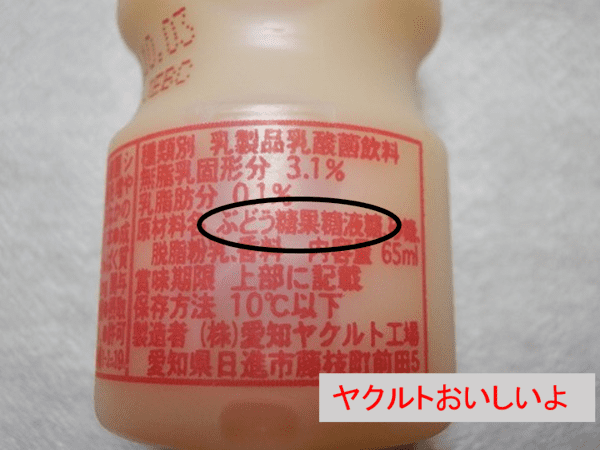 0.03
種類別 乳製品乳酸菌飲料
無脂乳固形分 3.1%
乳脂肪分 0.1%
原材料名 ぶどう糖果糖液糖
脱脂粉乳、香料 内容量 65ml
賞味期限 上部に記載
保存方法 10℃以下
製造者 (株)愛知ヤクルト工場
愛知県日進市藤枝町前田5
ヤクルトおいしいよ